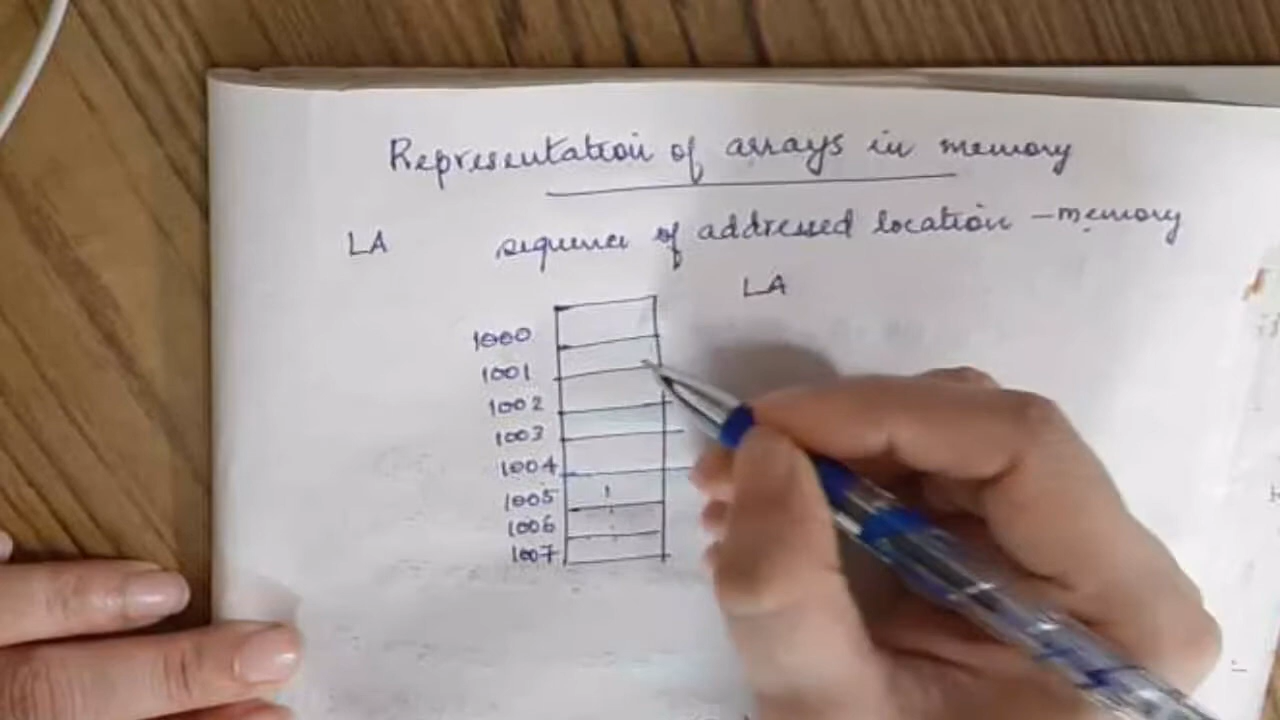 Representation of arrays in memory
LA sequence of addressed location - memory
LA
1000
1001
1002
1003
1004
1005
1006
1007